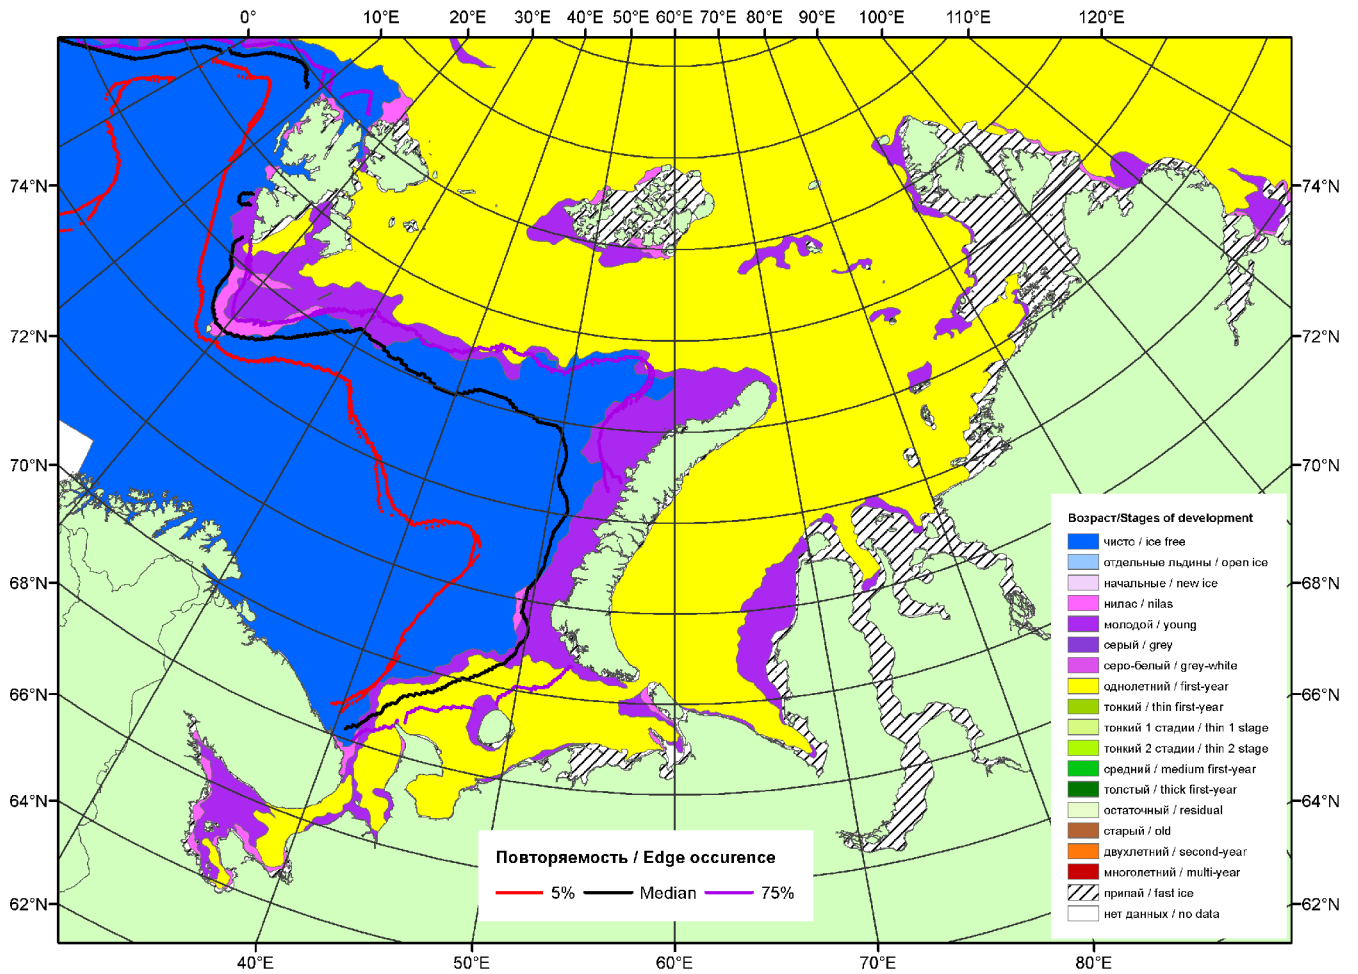 0° 10°E 20°E 30°E 40°E 50°E 60°E 70°E 80°E 90°E 100°E 110°E 120°E
74°N 74°N
72°N 72°N
70°N 70°N
68°N 68°N
66°N 66°N
64°N 64°N
62°N 62°N
Возраст/Stages of development
чисто / ice free
отдельные льдины / open ice
начальные / new ice
нилас / nilas
молодой / young
серый / grey
серо-белый / grey-white
однолетний / first-year
тонкий / thin first-year
тонкий 1 стадии / thin 1 stage
тонкий 2 стадии / thin 2 stage
средний / medium first-year
толстый / thick first-year
остаточный / residual
старый / old
двухлетний / second-year
многолетний / multi-year
припай / fast ice
нет данных / no data
Повторяемость / Edge occurence
5% Median 75%
40°E 50°E 60°E 70°E 80°E